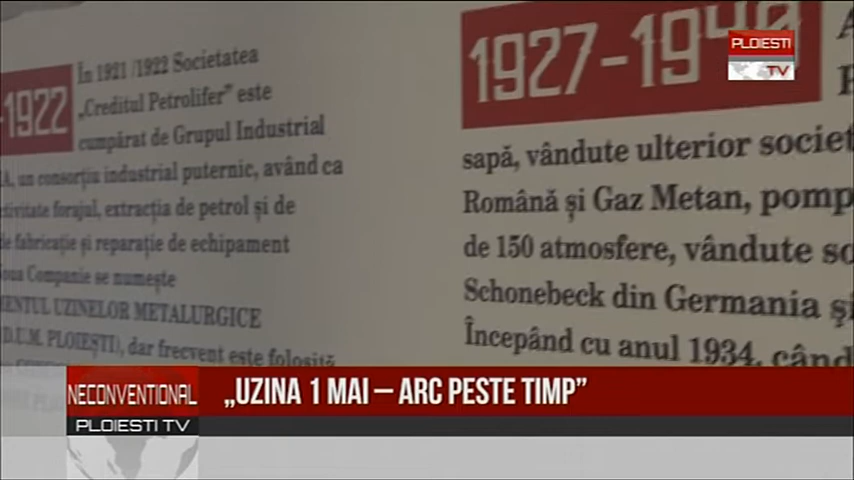 -1922
În 1921 /1922 Societatea
„Creditul Petrolifer” este
cumpărat de Grupul Industrial
un consorțiu industrial puternic, având ca
forajul, extracția de petrol și de
de fabricație și reparație de echipament
Companie se numește
UZINELOR METALURGICE
PLOIEȘTI), dar frecvent este folosită
1927-1940
sapă, vândute ulterior societ
Română și Gaz Metan, pomp
de 150 atmosfere, vândute so
Schonebeck din Germania și
Începând cu anul 1934, când
PLOIESTI
TV
NECONVENTIONAL
PLOIESTI TV
„UZINA 1 MAI – ARC PESTE TIMP”